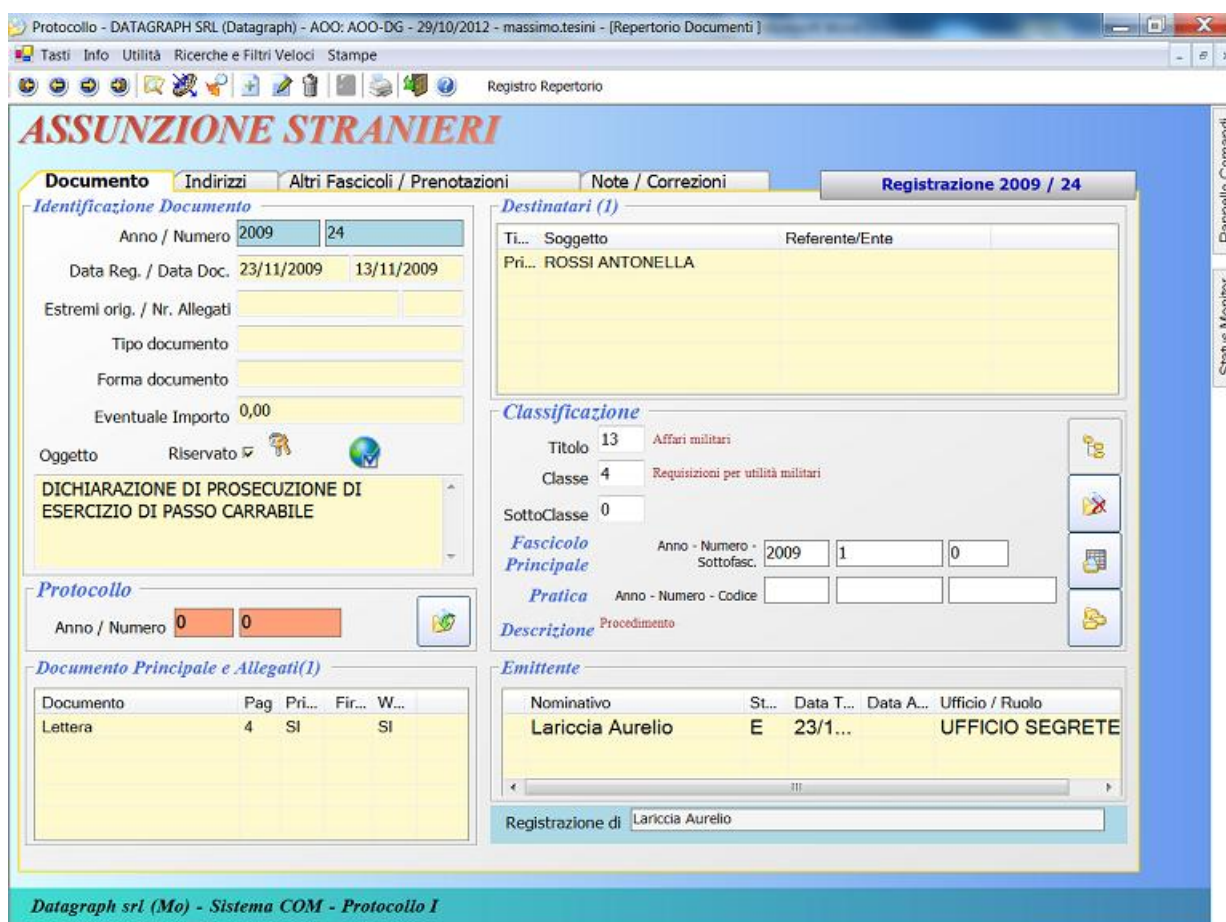 Protocollo - DATAGRAPH SRL (Datagraph) - AOO: AOO-DG - 29/10/2012 - massimo.tesini - [Repertorio Documenti ]
Tasti Info Utilità Ricerche e Filtri Veloci Stampe
Registro Repertorio
ASSUNZIONE STRANIERI
Documento Indirizzi Altri Fascicoli / Prenotazioni Note / Correzioni Registrazione 2009 / 24
Identificazione Documento
Anno / Numero 2009 24
Data Reg. / Data Doc. 23/11/2009 13/11/2009
Estremi orig. / Nr. Allegati
Tipo documento
Forma documento
Eventuale Importo 0,00
Oggetto Riservato
DICHIARAZIONE DI PROSECUZIONE DI
ESERCIZIO DI PASSO CARRABILE
Protocollo
Anno / Numero 0 0
Documento Principale e Allegati(1)
Documento Pag Pri... Fir... W...
Lettera 4 SI SI
Destinatari (1)
Ti... Soggetto Referente/Ente
Pri... ROSSI ANTONELLA
Classificazione
Titolo 13 Affari militari
Classe 4 Requisizioni per utilità militari
SottoClasse 0
Fascicolo
Principale
Anno - Numero -
Sottofasc.
2009 1 0
Pratica Anno - Numero - Codice
Descrizione Procedimento
Emittente
Nominativo St... Data T... Data A... Ufficio / Ruolo
Lariccia Aurelio E 23/1... UFFICIO SEGRETE
Registrazione di Lariccia Aurelio
Pannello Comandi
Status Monitor
Datagraph srl (Mo) - Sistema COM - Protocollo I